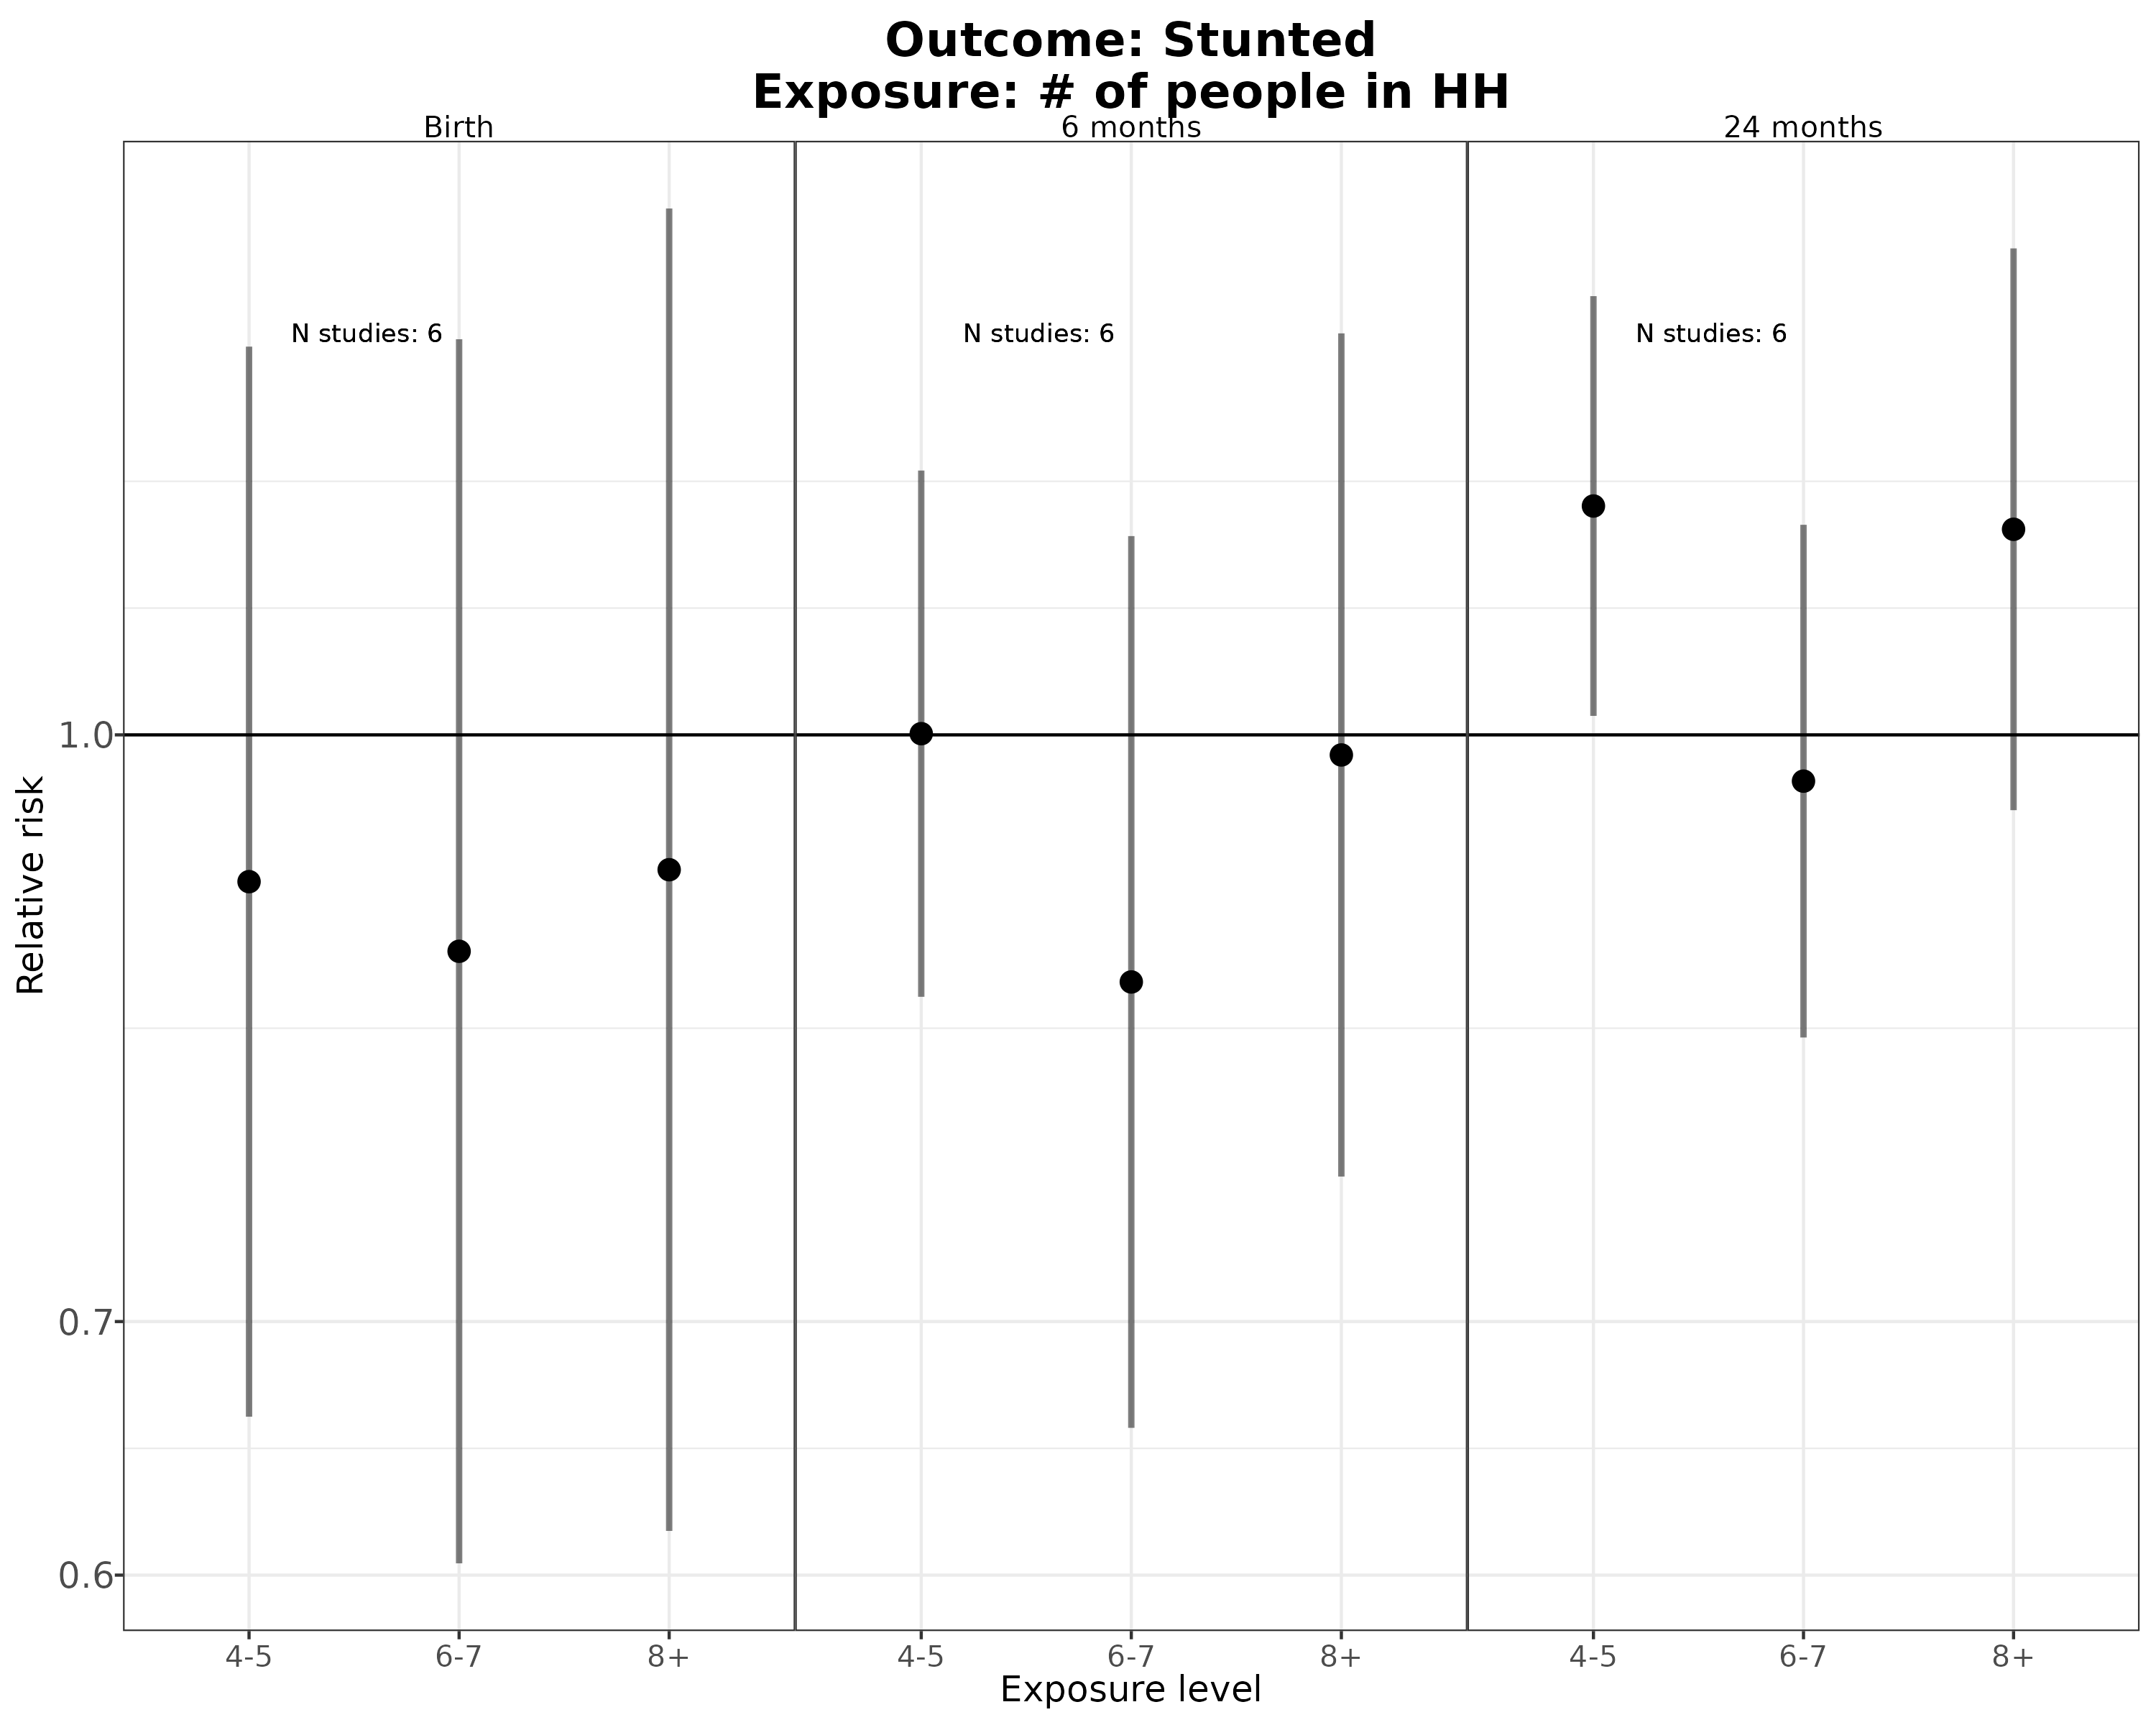 Outcome: Stunted
Exposure: # of people in HH
Birth
6 months
24 months
N studies: 6
N studies: 6
N studies: 6
1.0
0.7
0.6
Relative risk
4-5
6-7
8+
4-5
6-7
8+
4-5
6-7
8+
Exposure level